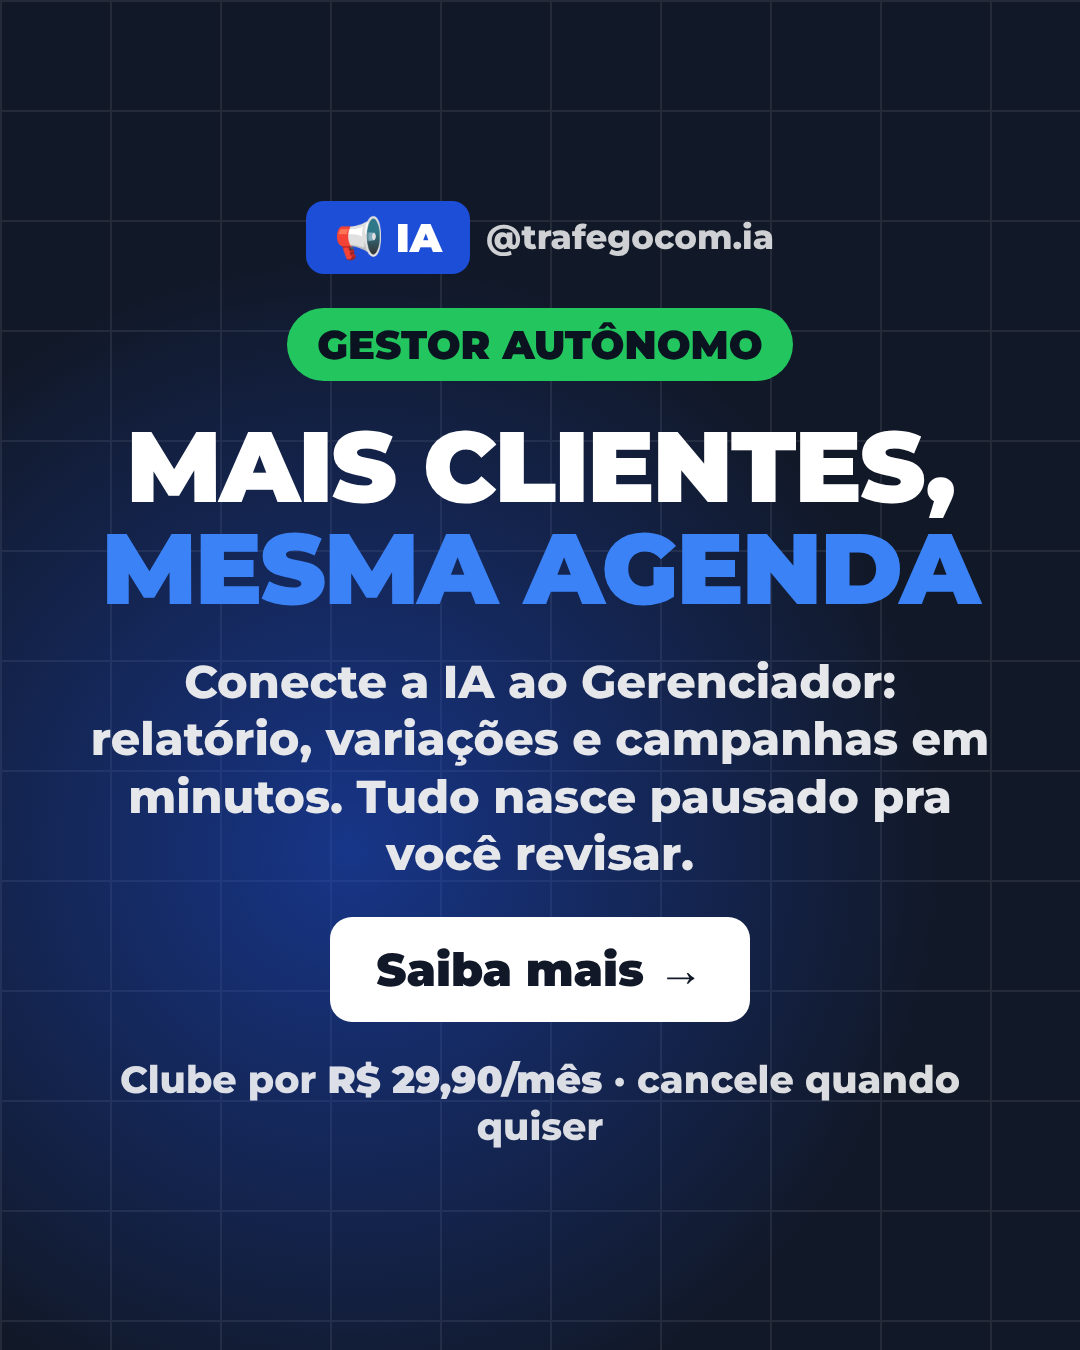 📢 IA @trafegocom.ia
GESTOR AUTÔNOMO
MAIS CLIENTES,
MESMA AGENDA
Conecte a IA ao Gerenciador:
relatório, variações e campanhas em
minutos. Tudo nasce pausado pra
você revisar.
Saiba mais →
Clube por R$ 29,90/mês · cancele quando
quiser